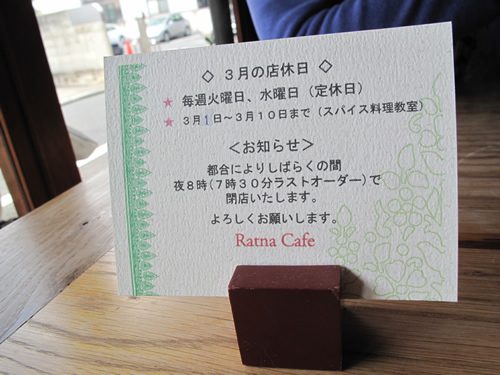 ◇ 3月の店休日 ◇
★ 毎週火曜日、水曜日(定休日)
★ 3月1日～3月10日まで(スパイス料理教室)
＜お知らせ＞
都合によりしばらくの間
夜8時(7時30分ラストオーダー)で
閉店いたします。
よろしくお願いします。
Ratna Cafe